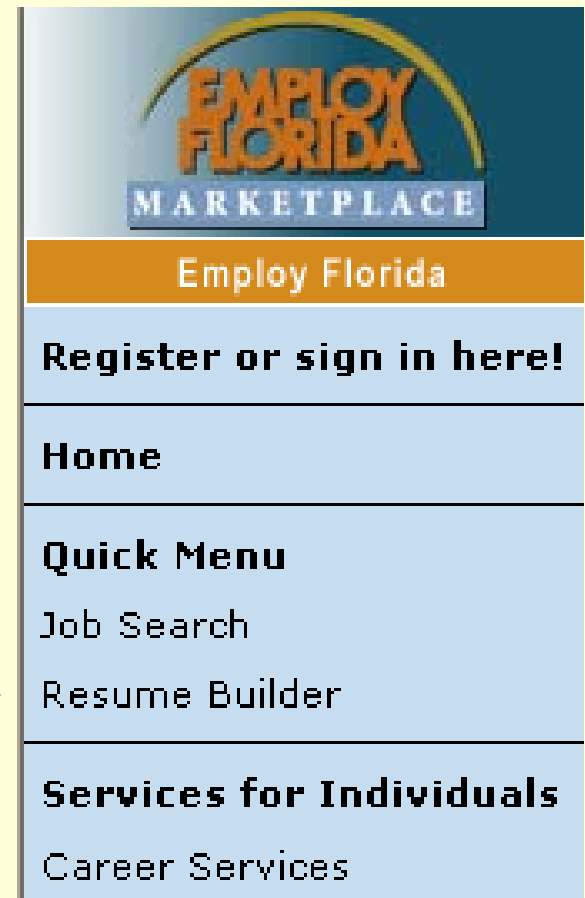 EMPLOY
FLORIDA
MARKETPLACE
Employ Florida
Register or sign in here!
Home
Quick Menu
Job Search
Resume Builder
Services for Individuals
Career Services